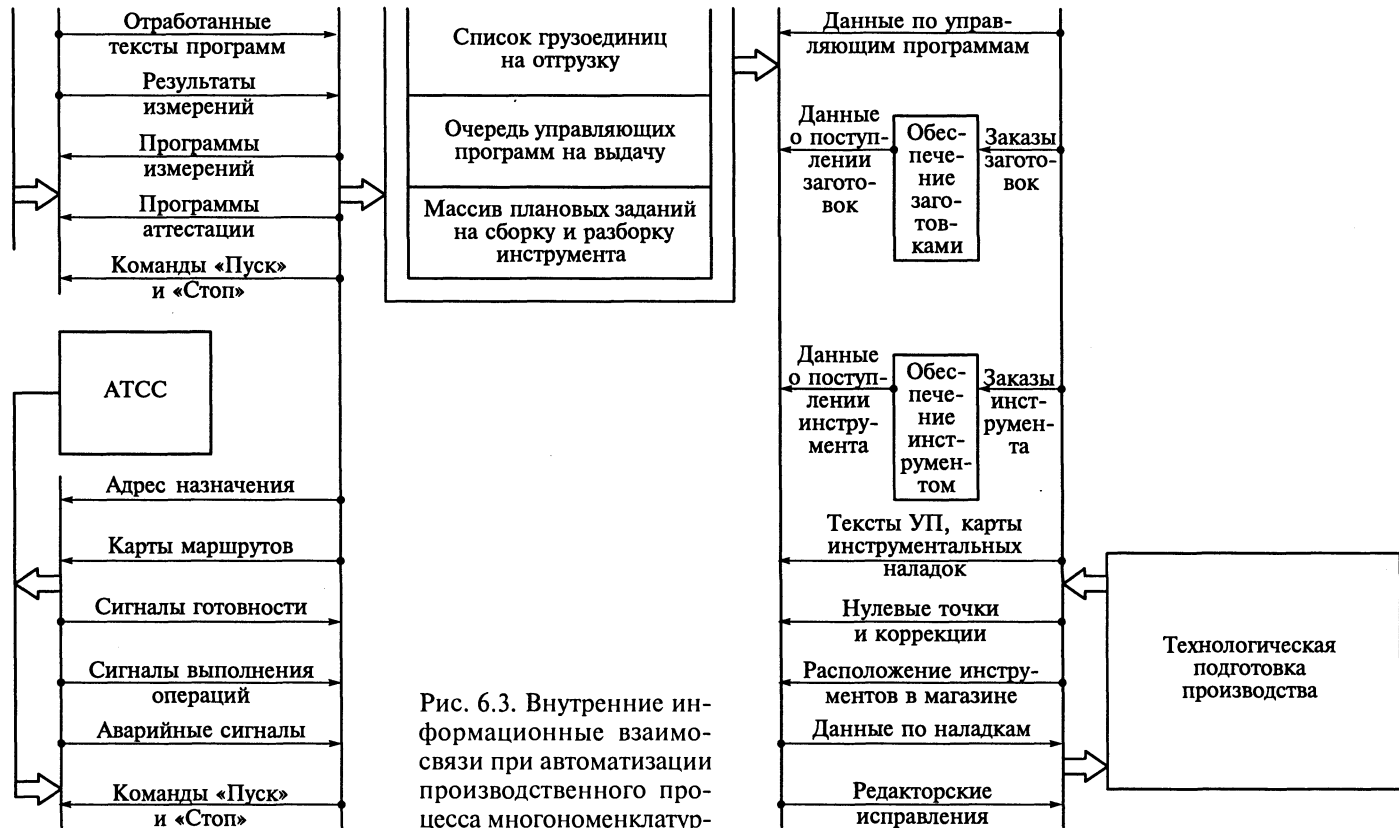 Отработанные
тексты программ
Результаты
измерений
Программы
измерений
Программы
аттестации
Команды «Пуск»
и «Стоп»
АТСС
Адрес назначения
Карты маршрутов
Сигналы готовности
Сигналы выполнения
операций
Аварийные сигналы
Команды «Пуск»
и «Стоп»
Список грузоединиц
на отгрузку
Очередь управляющих
программ на выдачу
Массив плановых заданий
на сборку и разборку
инструмента
Рис. 6.3. Внутренние ин-
формационные взаимо-
связи при автоматизации
производственного про-
цесса многономенклатур-
Данные по управ-
ляющим программам
Данные
о поступ-
лении
загото-
вок
Обес-
пече-
ние
заго-
тов-
ками
Заказы
загото-
вок
Данные
о поступ-
лении
инстру-
мента
Обес-
пече-
ние
инст-
румен-
том
Заказы
инст-
румен-
та
Тексты УП, карты
инструментальных
наладок
Нулевые точки
и коррекции
Расположение инстру-
ментов в магазине
Данные по наладкам
Редакторские
исправления
Технологическая
подготовка
производства